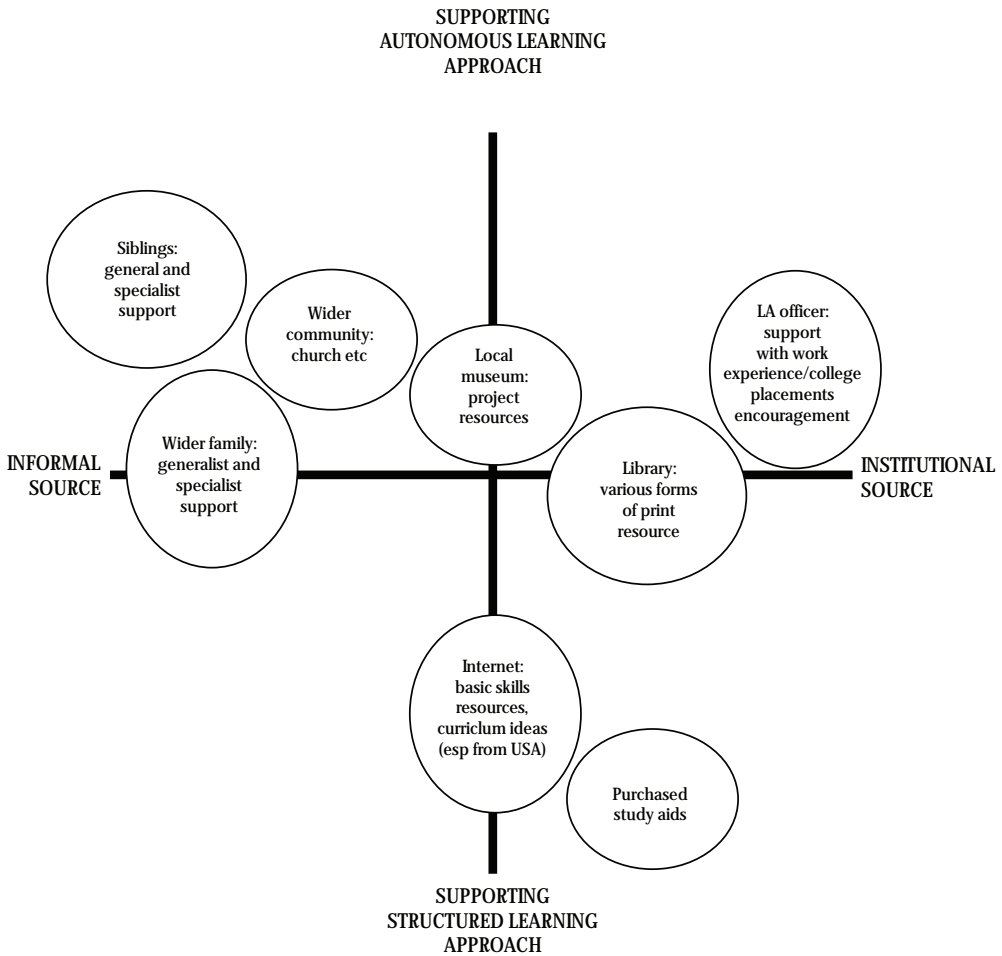 SUPPORTING
AUTONOMOUS LEARNING
APPROACH
Siblings:
general and
specialist
support
Wider
community:
church etc
Local
museum:
project
resources
LA officer:
support
with work
experience/college
placements
encouragement
INFORMAL
SOURCE
Wider family:
generalist and
specialist
support
Library:
various forms
of print
resource
INSTITUTIONAL
SOURCE
Internet:
basic skills
resources,
curriclum ideas
(esp from USA)
Purchased
study aids
SUPPORTING
STRUCTURED LEARNING
APPROACH